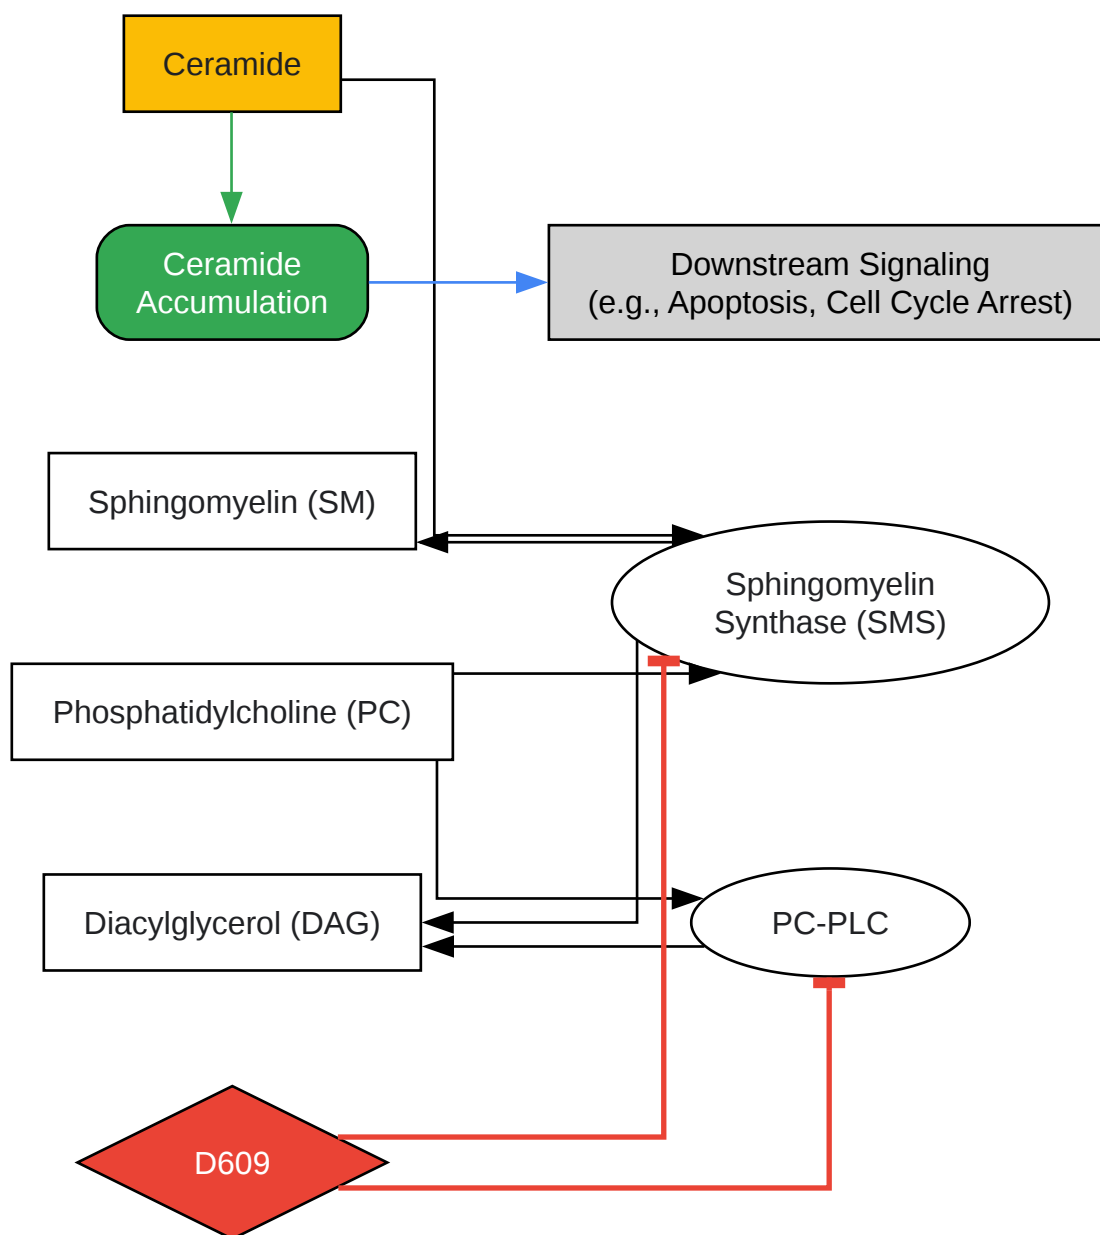 Ceramide
Ceramide
Accumulation
Downstream Signaling
(e.g., Apoptosis, Cell Cycle Arrest)
Sphingomyelin (SM)
Sphingomyelin
Synthase (SMS)
Phosphatidylcholine (PC)
Diacylglycerol (DAG)
PC-PLC
D609